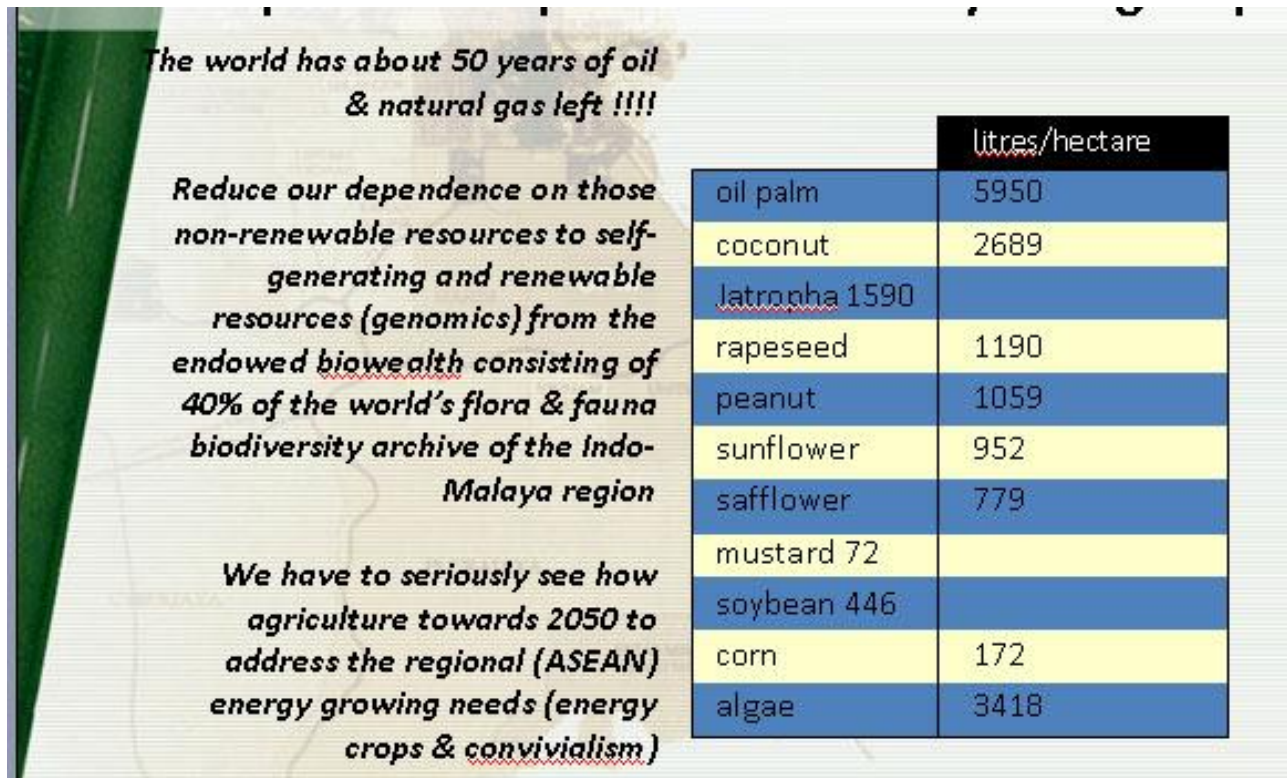 The world has about 50 years of oil
& natural gas left !!!!
Reduce our dependence on those
non-renewable resources to self-
generating and renewable
resources (genomics) from the
endowed biowealth consisting of
40% of the world's flora & fauna
biodiversity archive of the Indo-
Malaya region
We have to seriously see how
agriculture towards 2050 to
address the regional (ASEAN)
energy growing needs (energy
crops & convivialism)
litres/hectare
oil palm 5950
coconut 2689
Jatropha 1590
rapeseed 1190
peanut 1059
sunflower 952
safflower 779
mustard 72
soybean 446
corn 172
algae 3418